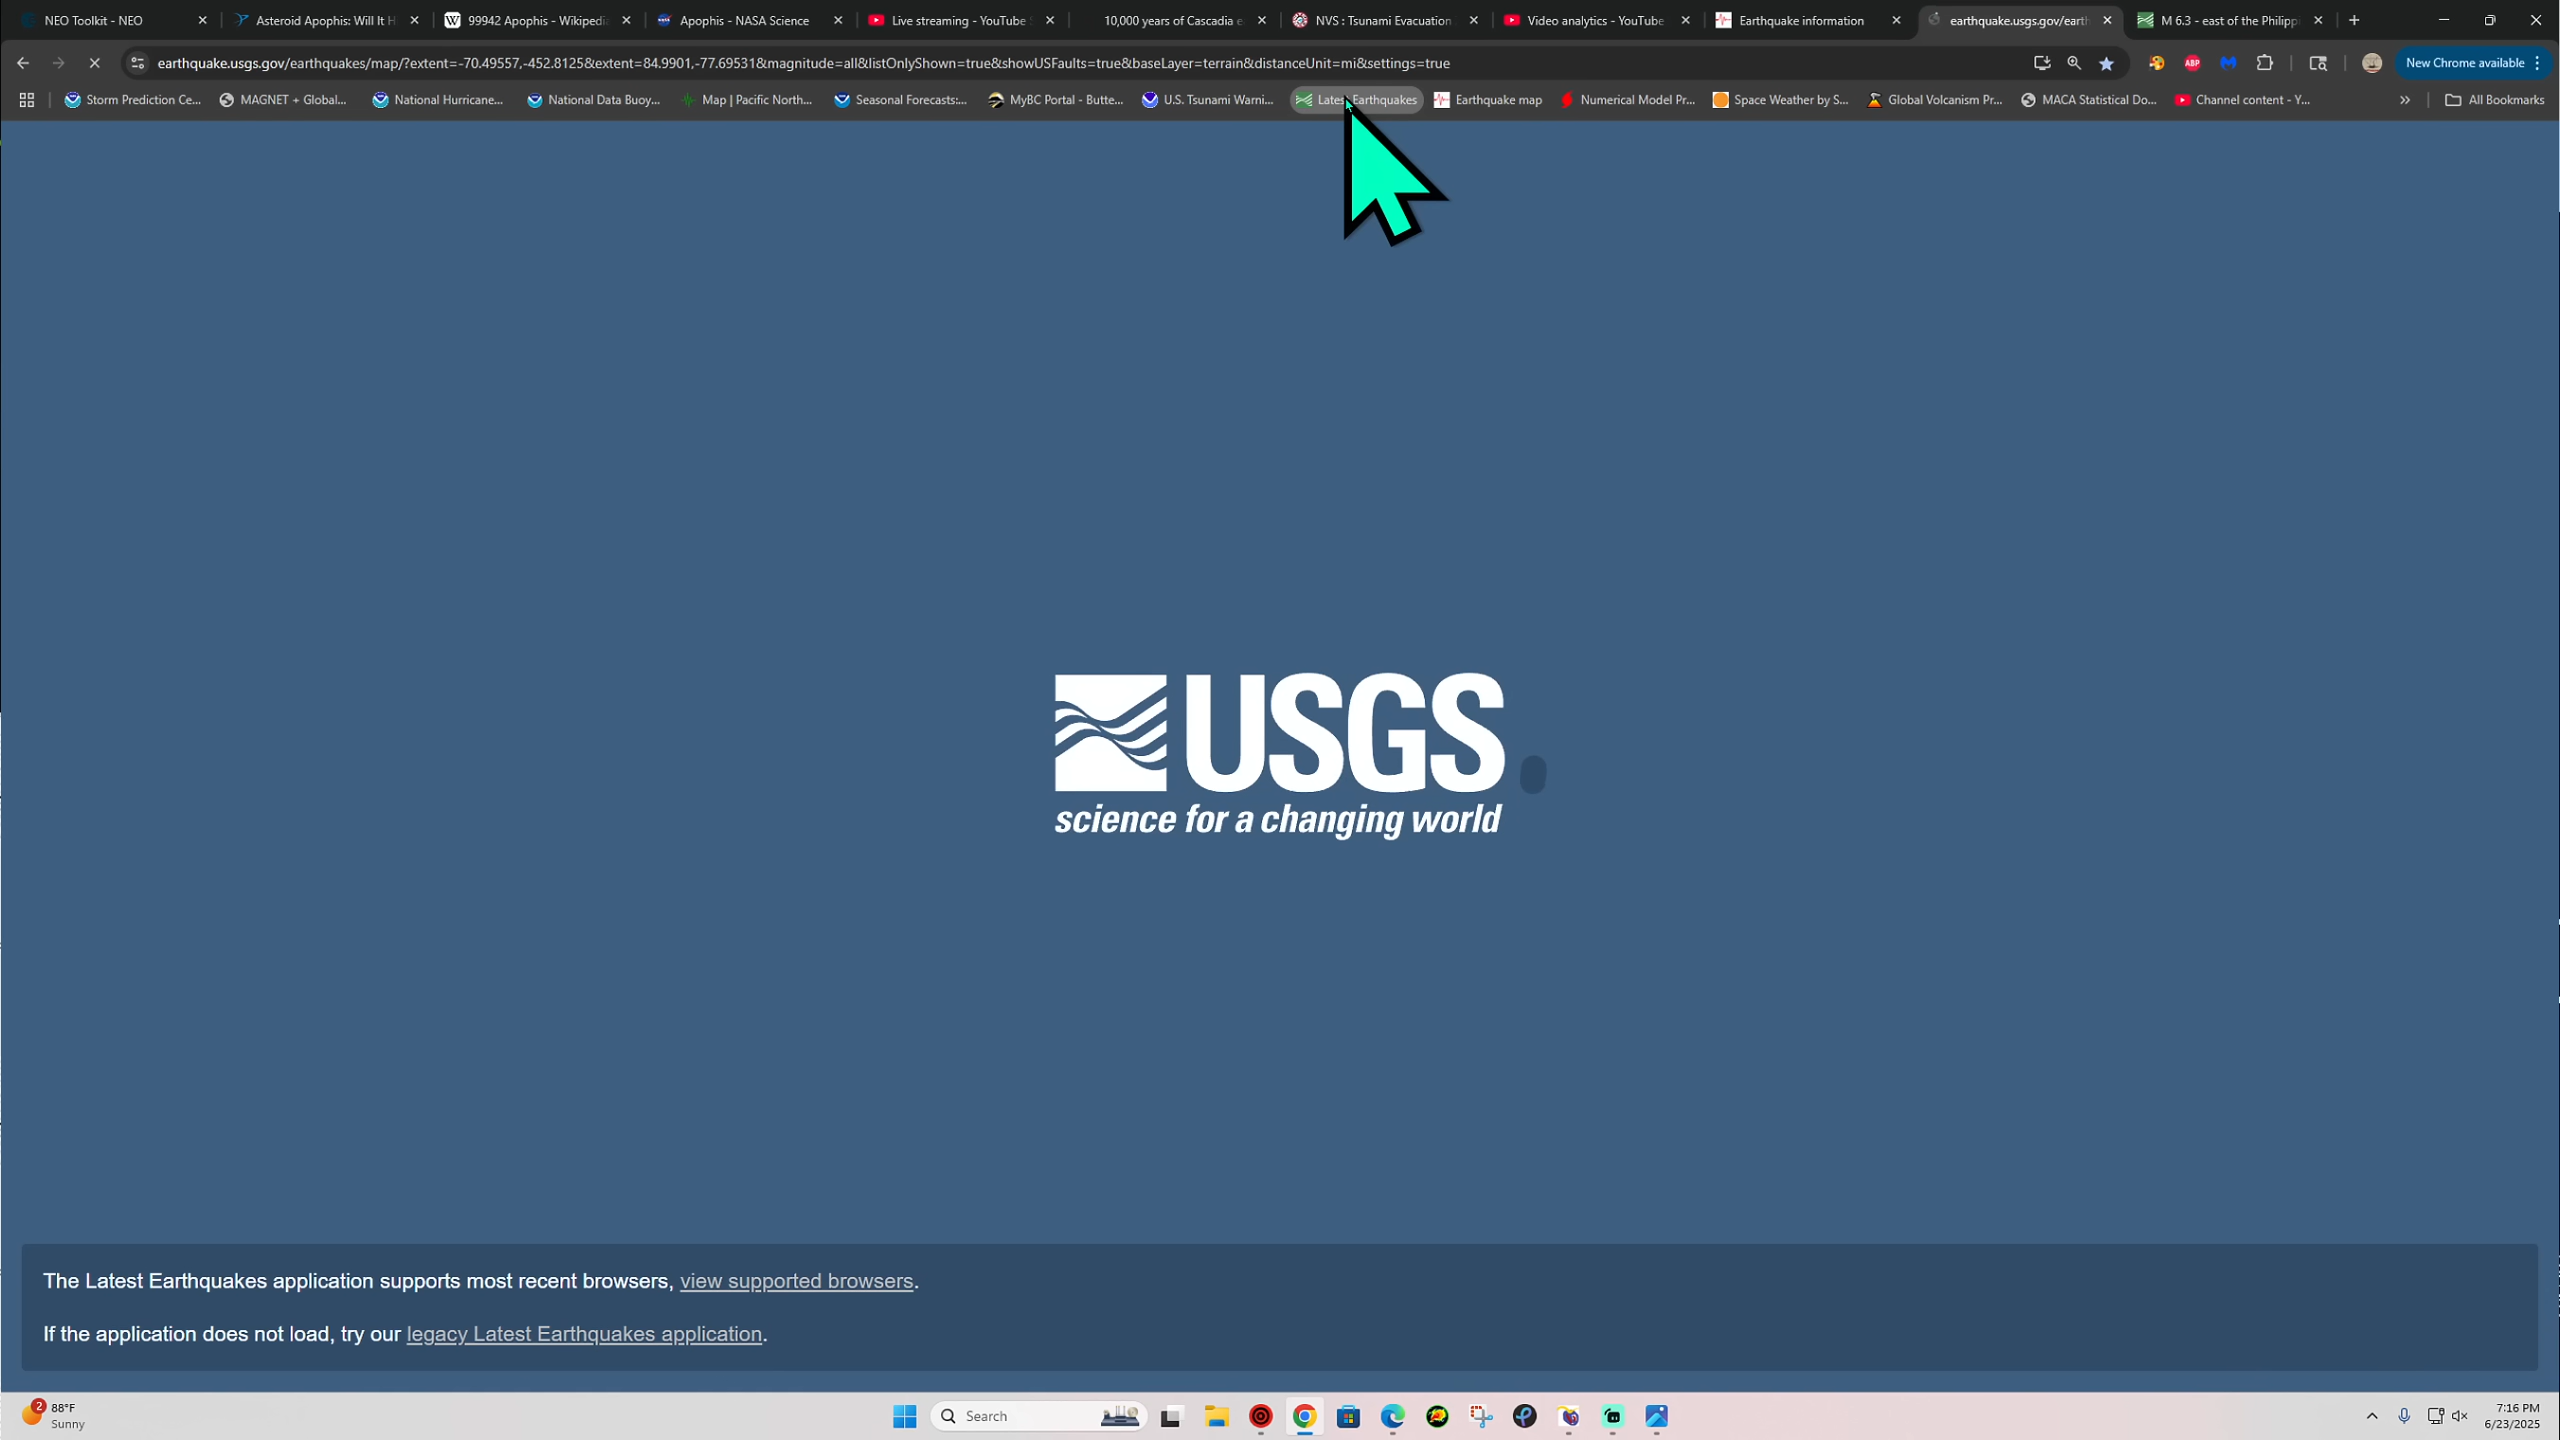 NEO Toolkit - NEO
Asteroid Apophis: Will It H
99942 Apophis - Wikipedi
Apophis - NASA Science
Live streaming - YouTube S
10,000 years of Cascadia e
NVS : Tsunami Evacuation
Video analytics - YouTube
Earthquake information
earthquake.usgs.gov/earth
M 6.3 - east of the Philipp
earthquake.usgs.gov/earthquakes/map/?extent=-70.49557,-452.8125&extent=84.9901,-77.69531&magnitude=all&listOnlyShown=true&showUSFaults=true&baseLayer=terrain&distanceUnit=mi&settings=true
ABP
New Chrome available
Storm Prediction Ce...
MAGNET + Global...
National Hurricane...
National Data Buoy...
Map | Pacific North...
Seasonal Forecasts:...
MyBC Portal - Butte...
U.S. Tsunami Warni...
Latest Earthquakes
Earthquake map
Numerical Model Pr...
Space Weather by S...
Global Volcanism Pr...
MACA Statistical Do...
Channel content - Y...
All Bookmarks
USGS
science for a changing world
The Latest Earthquakes application supports most recent browsers, view supported browsers.
If the application does not load, try our legacy Latest Earthquakes application.
2
88°F
Sunny
Search
7:16 PM
6/23/2025